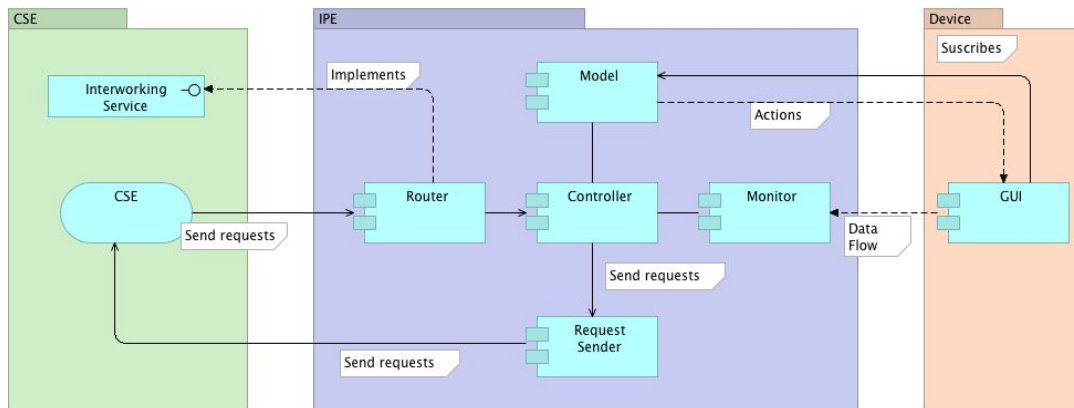 CSE
IPE
Device
Suscribes
Implements
Model
Interworking
Service
Actions
CSE
Router
Controller
Monitor
GUI
Send requests
Data
Flow
Send requests
Request
Sender
Send requests